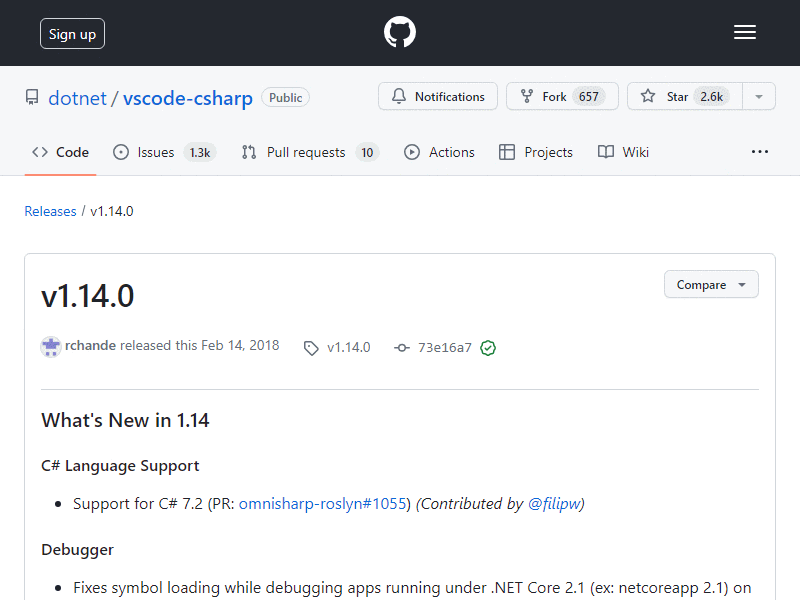 Sign up
dotnet / vscode-csharp Public
Notifications Fork 657 Star 2.6k
Code Issues 1.3k Pull requests 10 Actions Projects Wiki
Releases / v1.14.0
v1.14.0
Compare
rchande released this Feb 14, 2018 v1.14.0 73e16a7
What's New in 1.14
C# Language Support
• Support for C# 7.2 (PR: omnisharp-roslyn#1055) (Contributed by @filipw)
Debugger
• Fixes symbol loading while debugging apps running under .NET Core 2.1 (ex: netcoreapp 2.1) on